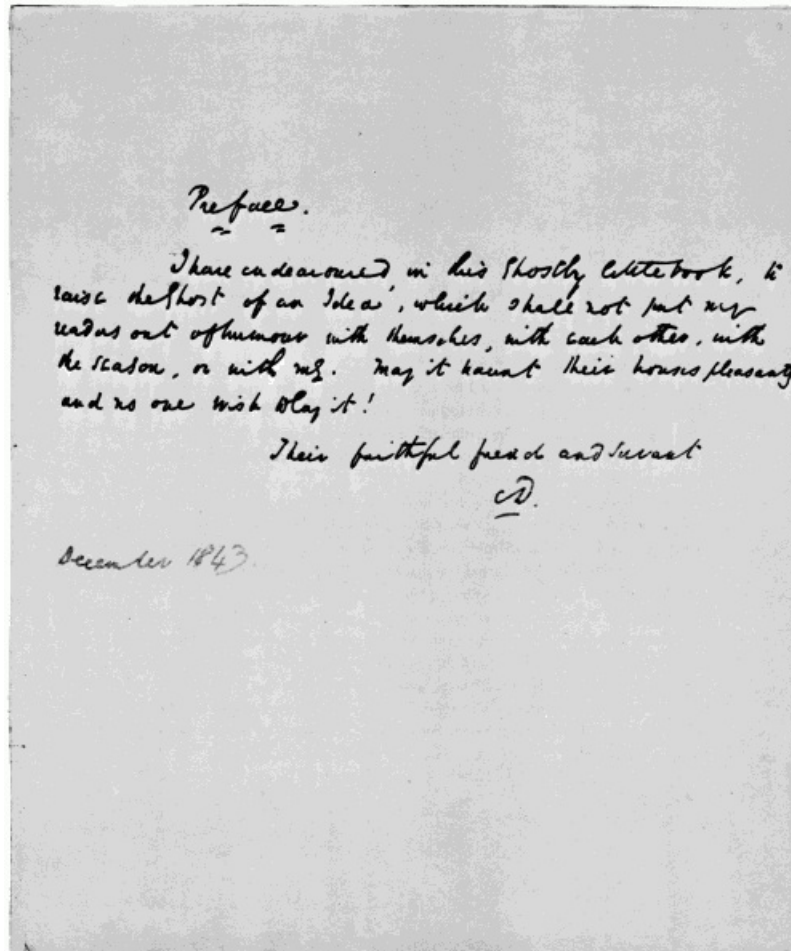 Preface.
I have endeavoured in this Ghostly little book, to
raise the Ghost of an Idea, which shall not put my
readers out of humour with themselves, with each other, with
the season, or with me. May it haunt their houses pleasantly
and no one wish to lay it!
Their faithful friend and servant
CD.
December 1843.